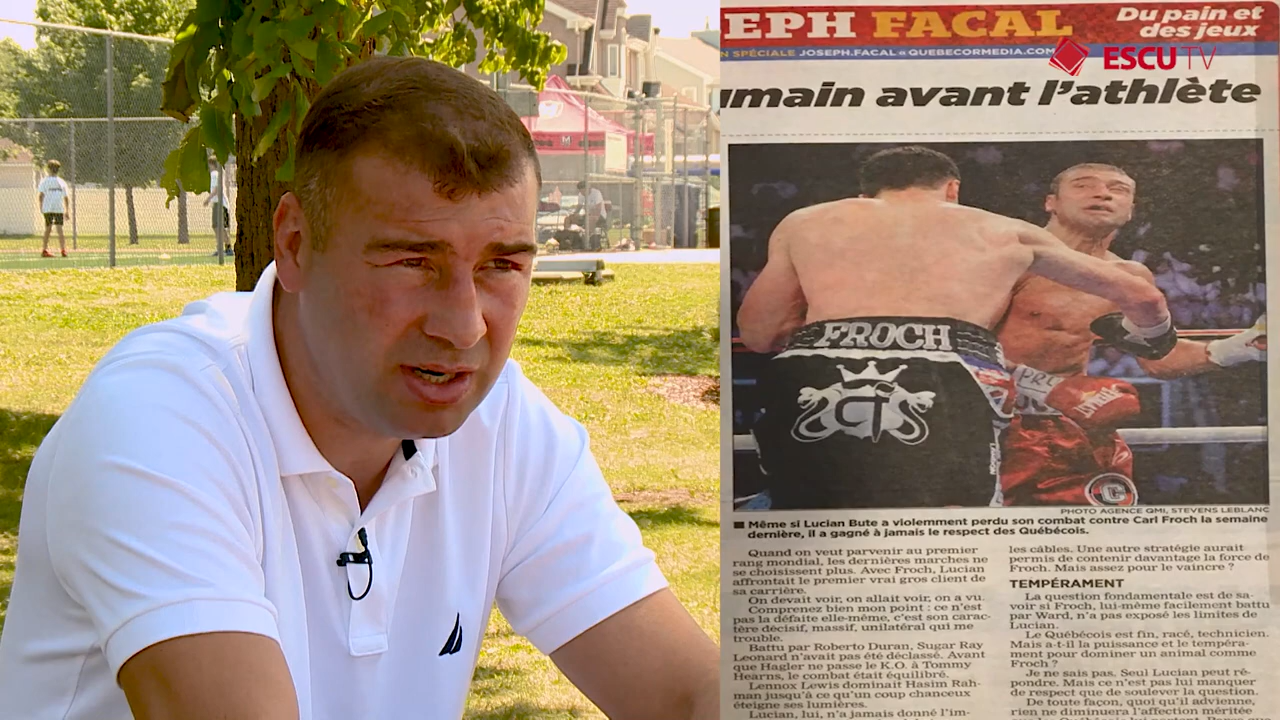 EPH FACAL
Du pain et
des jeux
N SPÉCIALE JOSEPH.FACAL@QUEBECORMEDIA.COM
ESCU TV
umain avant l'athlète
FROCH
PHOTO AGENCE QMI, STEVENS LEBLANC
■ Même si Lucian Bute a violemment perdu son combat contre Carl Froch la semaine
dernière, il a gagné à jamais le respect des Québécois.
Quand on veut parvenir au premier
rang mondial, les dernières marches ne
se choisissent plus. Avec Froch, Lucian
affrontait le premier vrai gros client de
sa carrière.
On devait voir, on allait voir, on a vu.
Comprenez bien mon point : ce n'est
pas la défaite elle-même, c'est son carac-
tère décisif, massif, unilatéral qui me
trouble.
Battu par Roberto Duran, Sugar Ray
Leonard n'avait pas été déclassé. Avant
que Hagler ne passe le K.O. à Tommy
Hearns, le combat était équilibré.
Lennox Lewis dominait Hasim Rah-
man jusqu'à ce qu'un coup chanceux
éteigne ses lumières.
Lucian, lui, n'a jamais donné l'im-
les câbles. Une autre stratégie aurait
permis de contenir davantage la force de
Froch. Mais assez pour le vaincre ?
TEMPÉRAMENT
La question fondamentale est de sa-
voir si Froch, lui-même facilement battu
par Ward, n'a pas exposé les limites de
Lucian.
Le Québécois est fin, racé, technicien.
Mais a-t-il la puissance et le tempéra-
ment pour dominer un animal comme
Froch ?
Je ne sais pas. Seul Lucian peut ré-
pondre. Mais ce n'est pas lui manquer
de respect que de soulever la question.
De toute façon, quoi qu'il advienne,
rien ne diminuera l'affection méritée